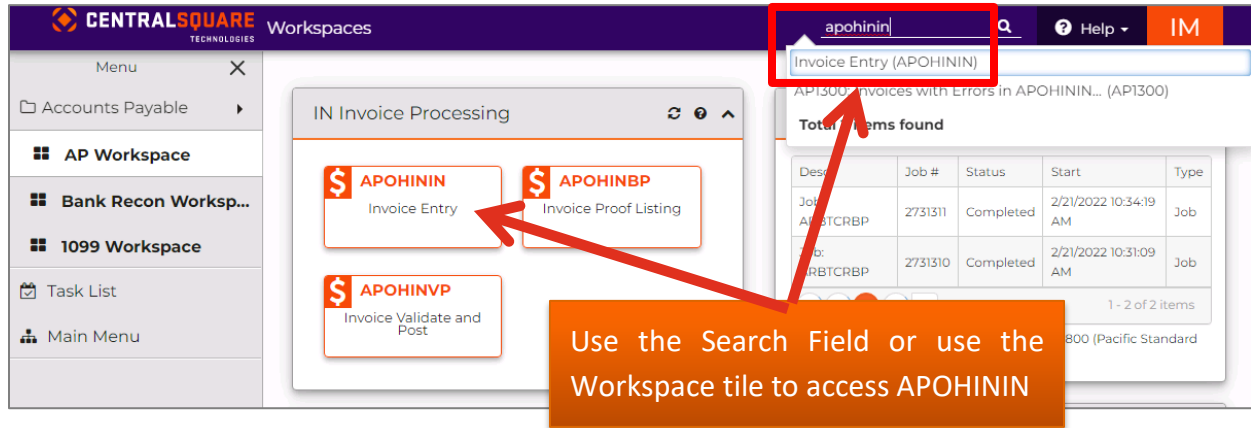 CENTRALSQUARE
TECHNOLOGIES
Workspaces
apohinin
Help
IM
Menu
Accounts Payable
AP Workspace
Bank Recon Worksp...
1099 Workspace
Task List
Main Menu
IN Invoice Processing
APOHININ
Invoice Entry
APOHINBP
Invoice Proof Listing
APOHINVP
Invoice Validate and
Post
Invoice Entry (APOHININ)
AP1300: Invoices with Errors in APOHININ... (AP1300)
Total items found
Job # Status Start Type
2731311 Completed 2/21/2022 10:34:19
AM Job
2731310 Completed 2/21/2022 10:31:09
AM Job
ARBTCRBP
1 - 2 of 2 items
800 (Pacific Standard
Use the Search Field or use the
Workspace tile to access APOHININ